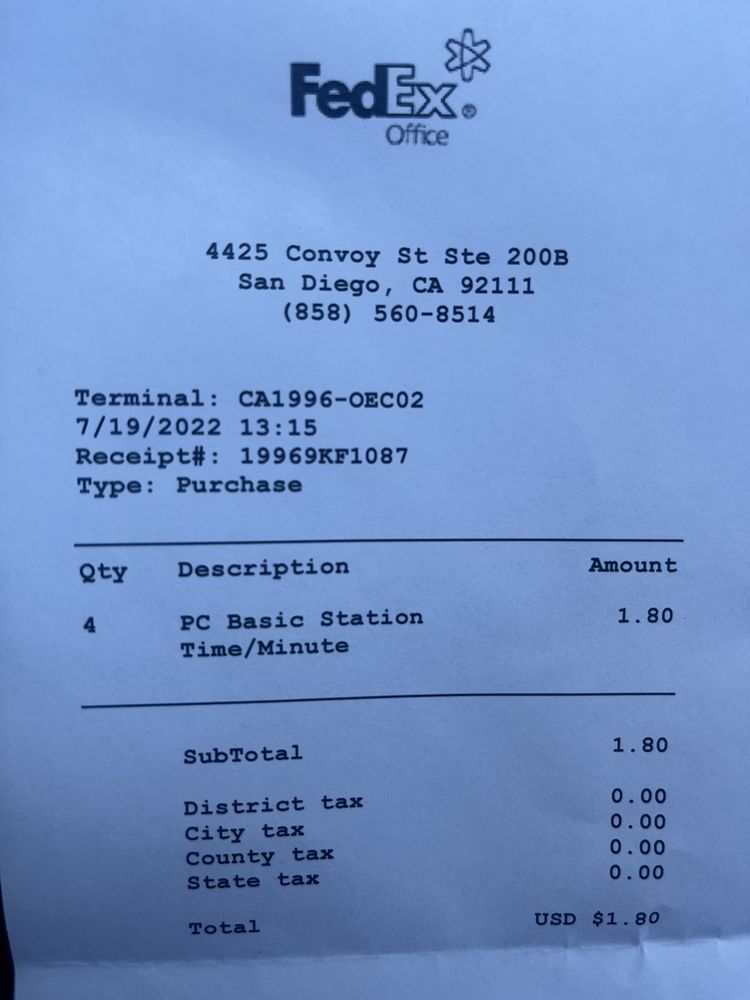 FedEx®
Office
4425 Convoy St Ste 200B
San Diego, CA 92111
(858) 560-8514
Terminal: CA1996-OEC02
7/19/2022 13:15
Receipt#: 19969KF1087
Type: Purchase
Qty Description Amount
4 PC Basic Station 1.80
Time/Minute
SubTotal 1.80
District tax 0.00
City tax 0.00
County tax 0.00
State tax 0.00
Total USD $1.80